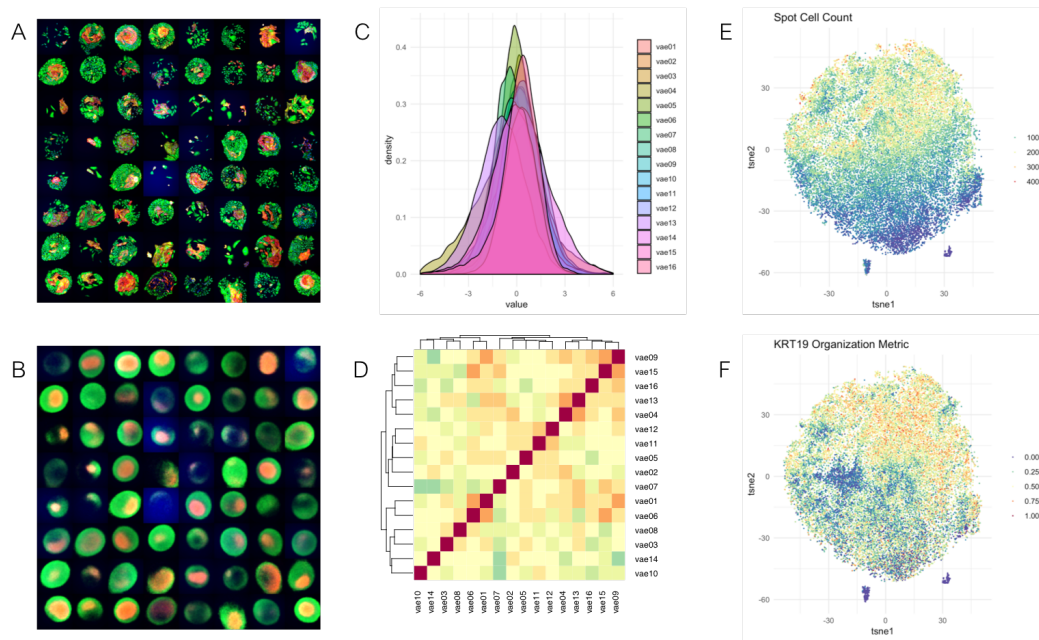 A
B
C
density
0.4
0.3
0.2
0.1
0.0
-6
-3
0
3
6
value
vae01
vae02
vae03
vae04
vae05
vae06
vae07
vae08
vae09
vae10
vae11
vae12
vae13
vae14
vae15
vae16
D
vae09
vae15
vae16
vae13
vae04
vae12
vae11
vae05
vae02
vae07
vae01
vae06
vae08
vae03
vae14
vae10
vae10
vae14
vae03
vae08
vae06
vae01
vae07
vae02
vae05
vae11
vae12
vae04
vae13
vae16
vae15
vae09
E
Spot Cell Count
tsne2
30
0
-30
-60
-30
0
30
tsne1
100
200
300
400
F
KRT19 Organization Metric
tsne2
30
0
-30
-60
-30
0
30
tsne1
0.00
0.25
0.50
0.75
1.00